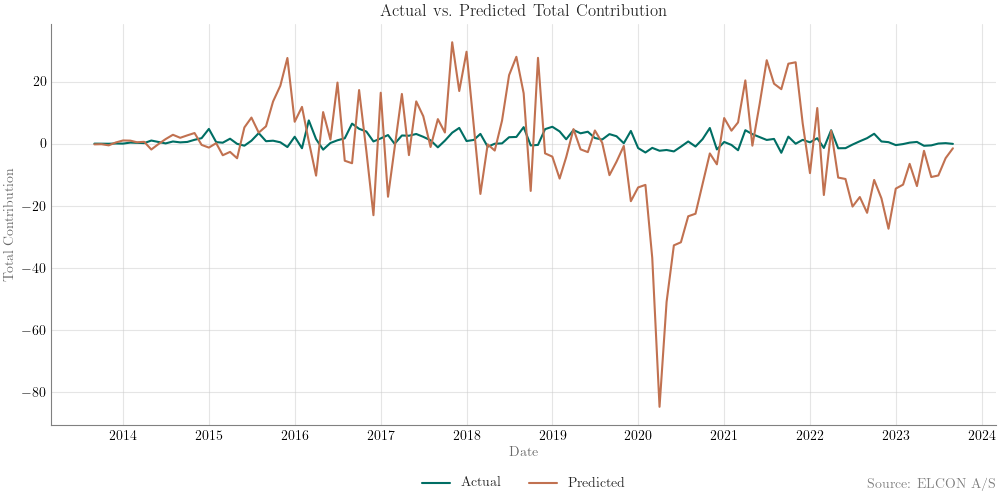 Actual vs. Predicted Total Contribution
Total Contribution
20
0
−20
−40
−60
−80
2014 2015 2016 2017 2018 2019 2020 2021 2022 2023 2024
Date
Actual Predicted
Source: ELCON A/S